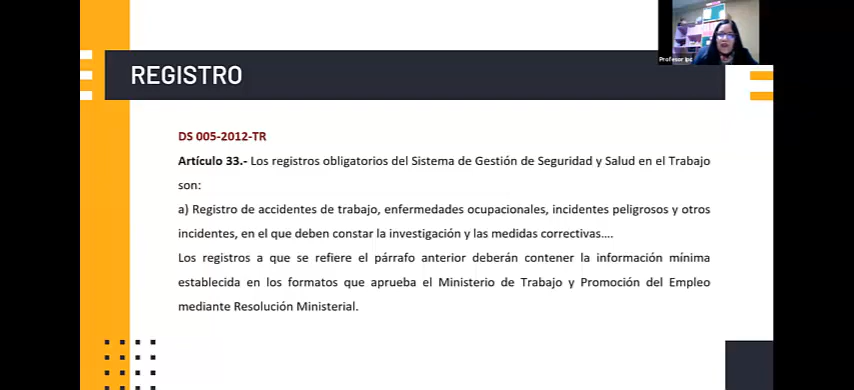 Profesor ipc
REGISTRO
DS 005-2012-TR
Artículo 33.- Los registros obligatorios del Sistema de Gestión de Seguridad y Salud en el Trabajo
son:
a) Registro de accidentes de trabajo, enfermedades ocupacionales, incidentes peligrosos y otros
incidentes, en el que deben constar la investigación y las medidas correctivas....
Los registros a que se refiere el párrafo anterior deberán contener la información mínima
establecida en los formatos que aprueba el Ministerio de Trabajo y Promoción del Empleo
mediante Resolución Ministerial.